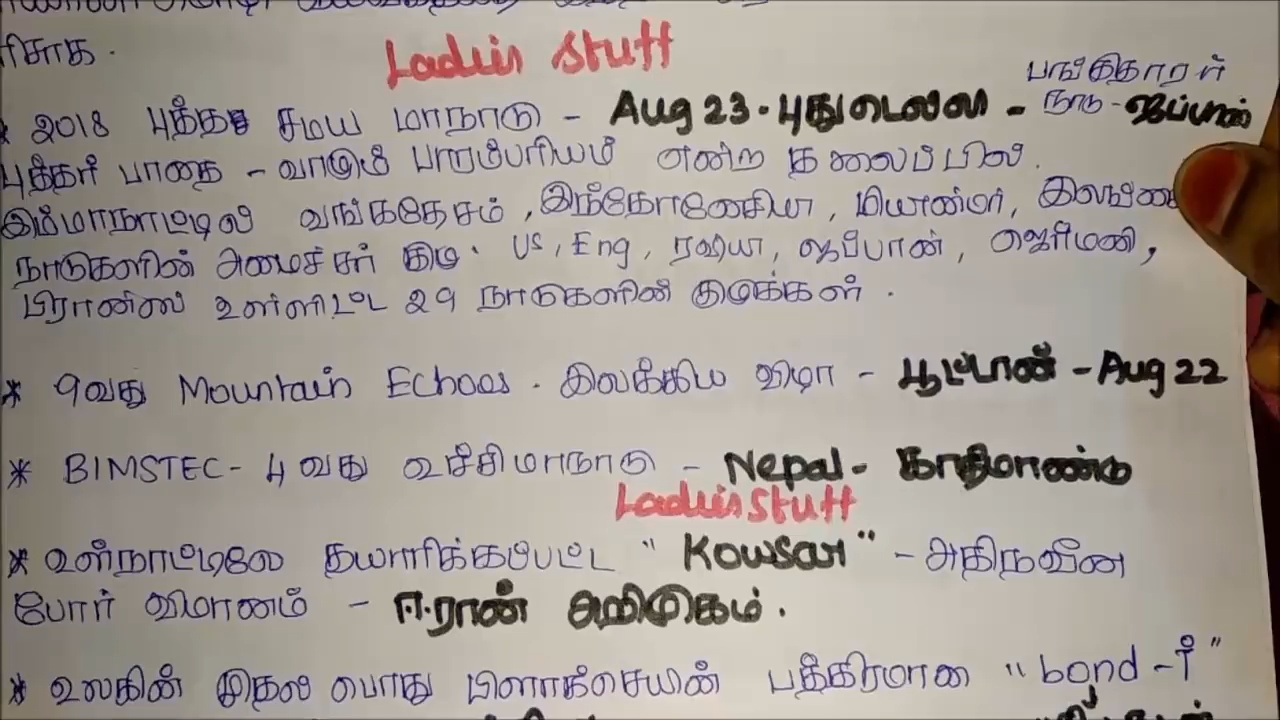 ரிசாக.
Ladies Stuff
பங்குதாரர்
* 2018 புத்த சமய மாநாடு - Aug 23. புதுடெல்லி - நாடு - ஜப்பான்
புத்தர் பாதை - வாழும் பாரம்பரியம் என்ற தலைப்பில்.
இம்மாநாட்டில் வங்கதேசம், இந்தோனேசியா, மியான்மர், இலங்கை
நாடுகளின் அமைச்சர் குழு. US, Eng, ரஷியா, ஜப்பான், ஜெர்மனி,
பிரான்ஸ் உள்ளிட்ட 29 நாடுகளின் குழுக்கள்.
* 9வது Mountain Echoes. இலக்கிய விழா - பூட்டான் - Aug 22
* BIMSTEC - 4 வது உச்சிமாநாடு - Nepal - காத்மாண்டு
Ladies Stuff
* உள்நாட்டிலே தயாரிக்கப்பட்ட "Kowsar" - அதிநவீன
போர் விமானம் - ஈரான் அறிமுகம்.
* உலகின் முதல் பொது பிளாக்செயின் பத்திரமான "bond - i"